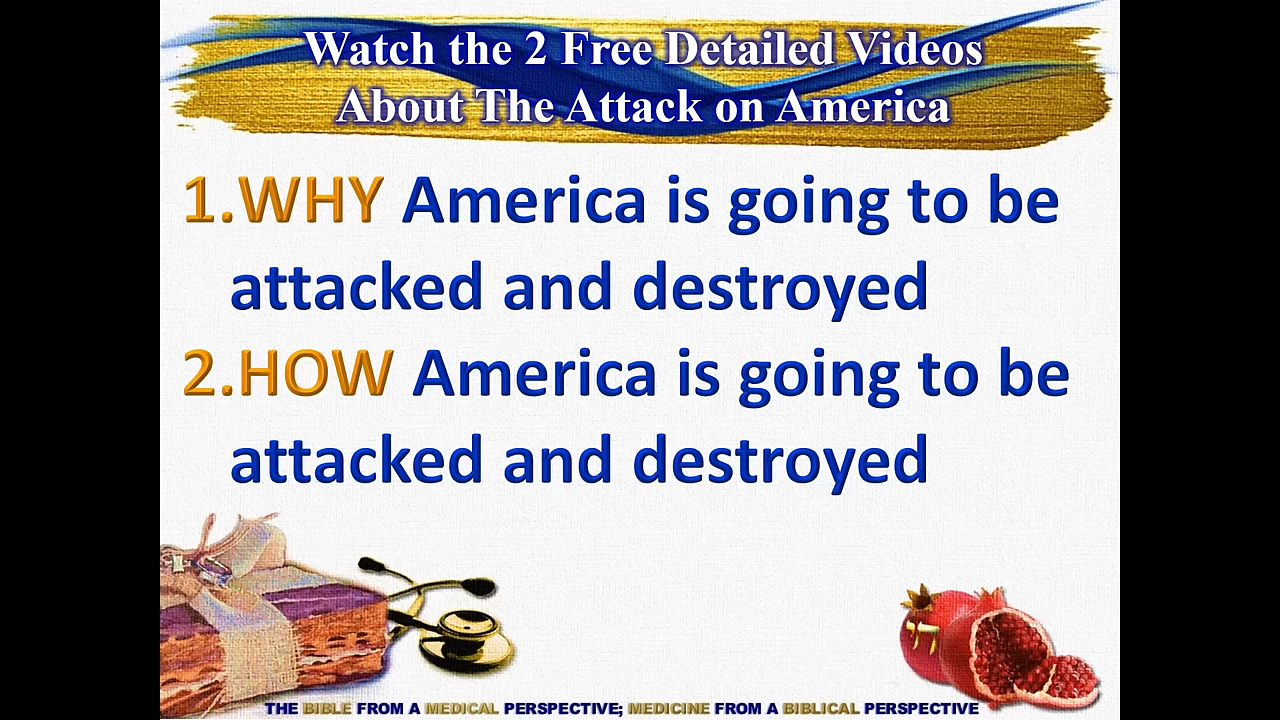 Watch the 2 Free Detailed Videos
About The Attack on America
1.WHY America is going to be
attacked and destroyed
2.HOW America is going to be
attacked and destroyed
THE BIBLE FROM A MEDICAL PERSPECTIVE; MEDICINE FROM A BIBLICAL PERSPECTIVE